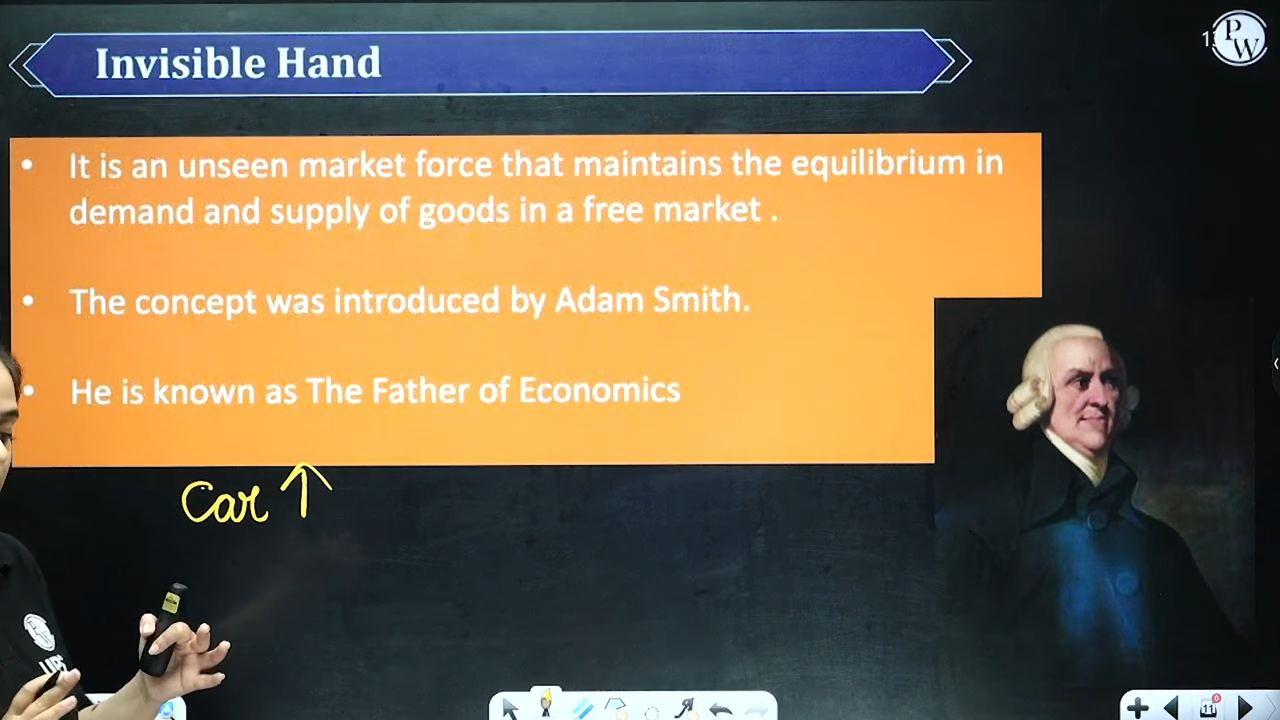 Invisible Hand
1
PW
• It is an unseen market force that maintains the equilibrium in
demand and supply of goods in a free market .
• The concept was introduced by Adam Smith.
• He is known as The Father of Economics
Car ↑
11